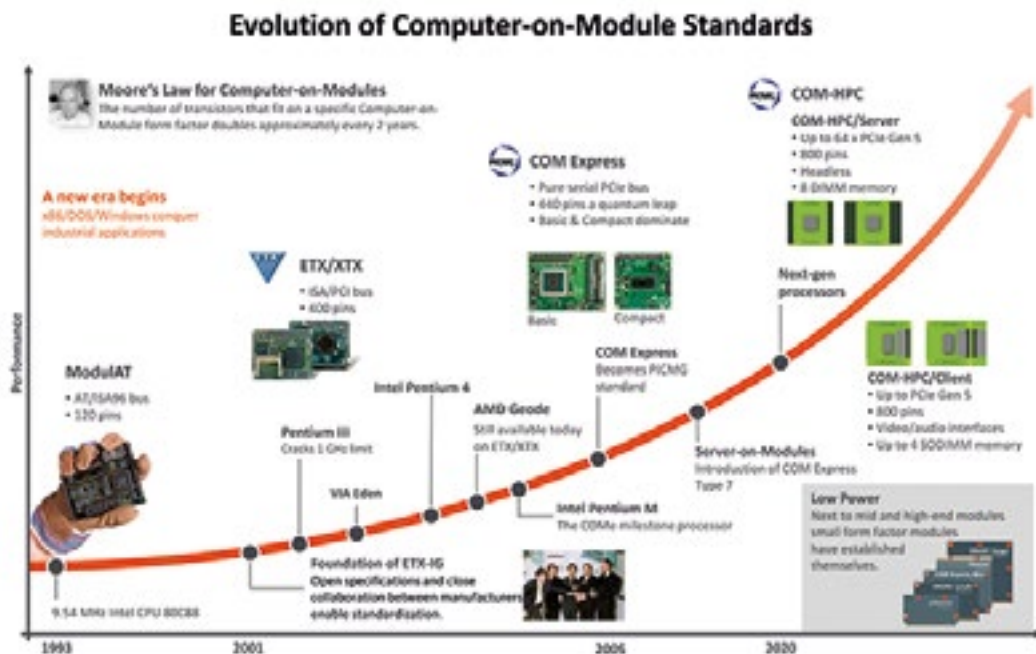 Evolution of Computer-on-Module Standards
Moore's Law for Computer-on-Modules
The number of transistors that fit on a specific Computer-on-
Module form factor doubles approximately every 2 years.
A new era begins
x86/DOS/Windows conquer
industrial applications
COM-HPC
COM-HPC/Server
• Up to 64 x PCIe Gen 5
• 800 pins
• Headless
• 8 DIMM memory
COM Express
• Pure serial PCIe bus
• 440 pins a quantum leap
• Basic & Compact dominate
Basic
Compact
ETX/XTX
• ISA/PCI bus
• 400 pins
Next-gen
processors
Performance
ModulAT
• AT/ISA96 bus
• 120 pins
COM Express
Becomes PICMG
standard
COM-HPC/Client
• Up to PCIe Gen 5
• 800 pins
• Video/audio interfaces
• Up to 4 SODIMM memory
Intel Pentium 4
AMD Geode
Still available today
on ETX/XTX
Pentium III
Cracks 1 GHz limit
VIA Eden
Server-on-Modules
Introduction of COM Express
Type 7
Intel Pentium M
The COMe milestone processor
Low Power
Next to mid and high-end modules
small form factor modules
have established
themselves.
Foundation of ETX-IG
Open specifications and close
collaboration between manufacturers
enable standardization.
9.54 MHz Intel CPU 80C88
1993
2001
2005
2020